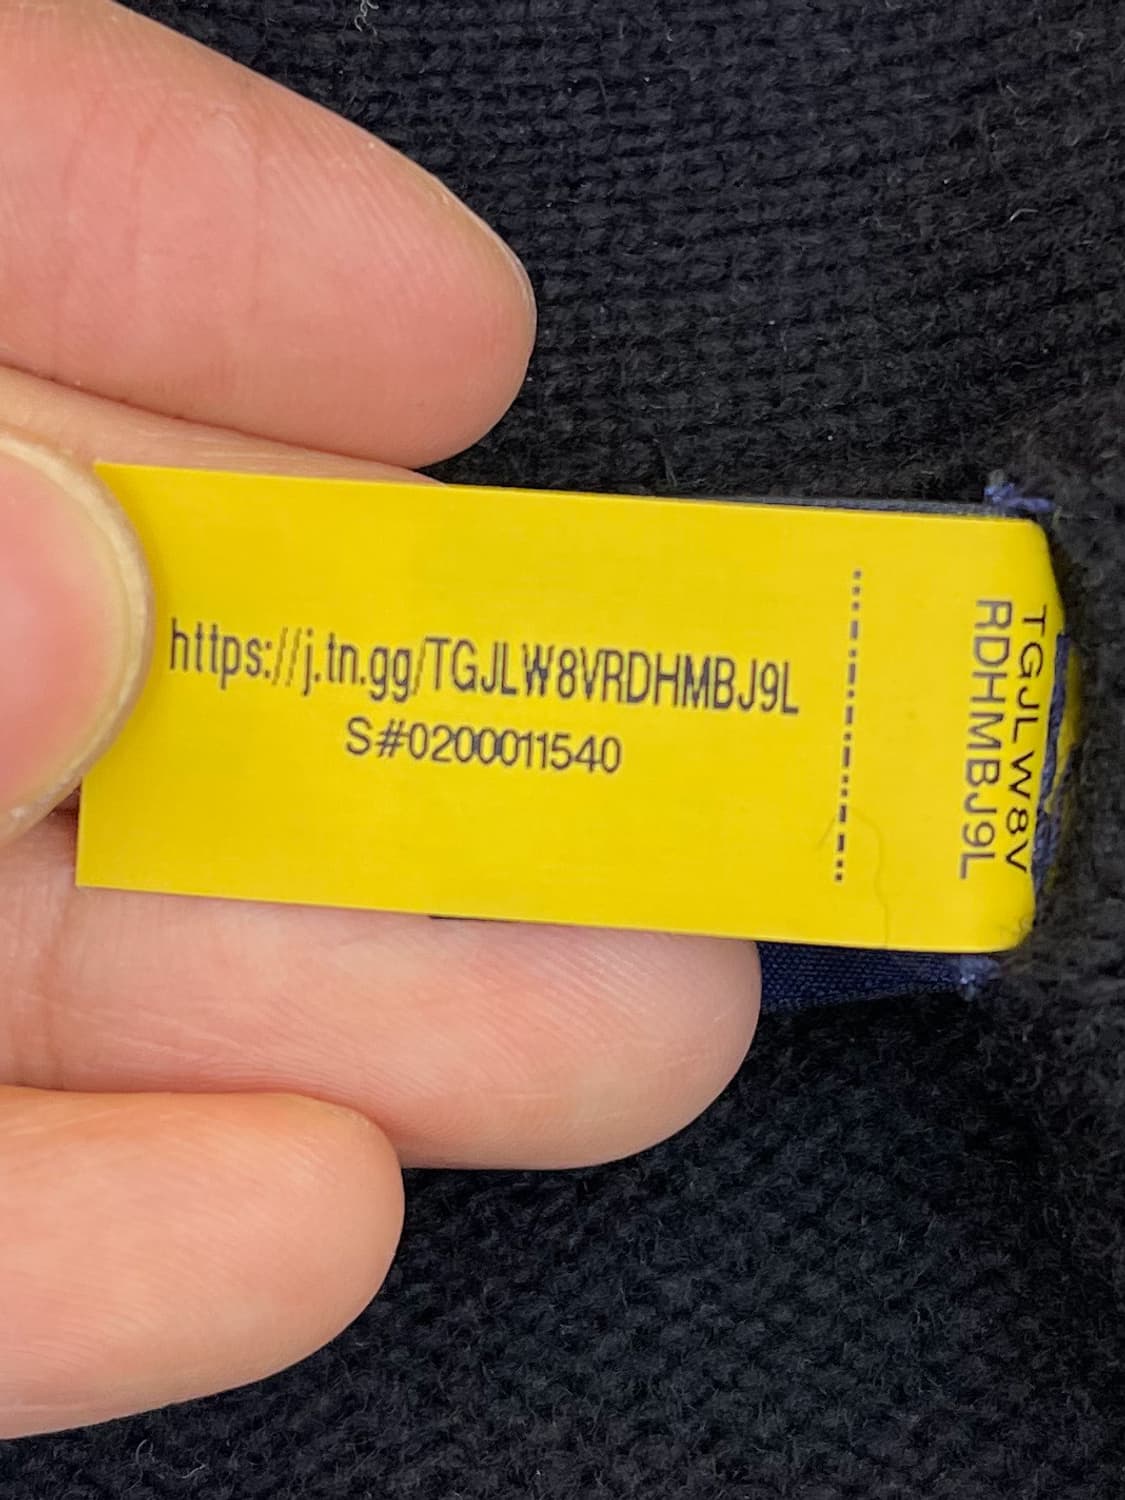 https://j.tn.gg/TGJLW8VRDHMBJ9L
S#0200011540
TGJLW8V
RDHMBJ9L